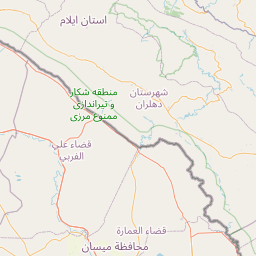 استان ایلام
منطقه شکار
و تیراندازی
ممنوع مرزی
شهرستان
دهلران
قضاء علي
الغربي
قضاء العمارة
محافظة ميسان